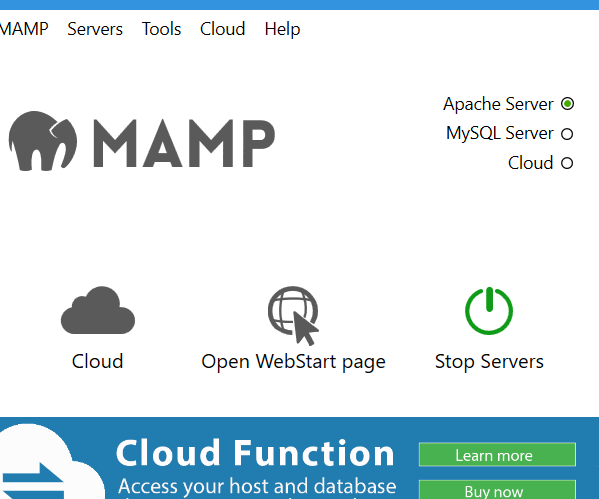 MAMP Servers Tools Cloud Help
Apache Server
MySQL Server
Cloud
MAMP
Cloud Open WebStart page Stop Servers
Cloud Function
Learn more
Access your host and database
Buy now